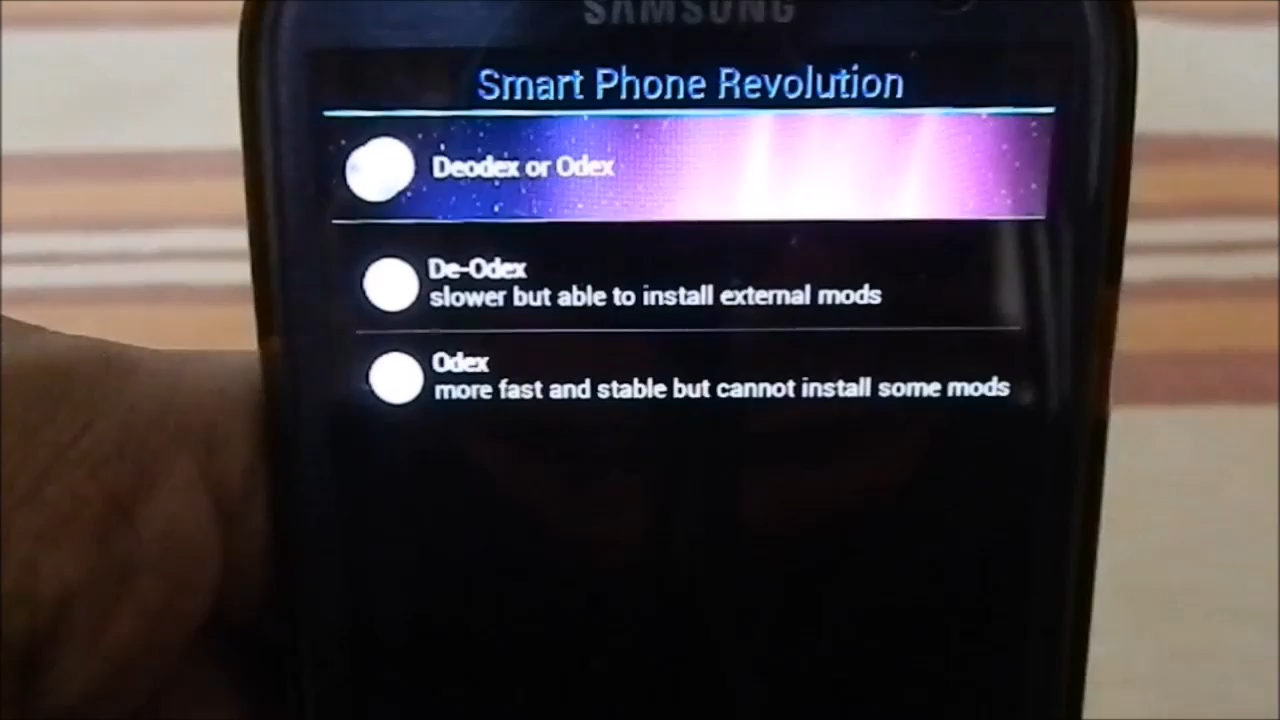 SAMSUNG
Smart Phone Revolution
Deodex or Odex
De-Odex
slower but able to install external mods
Odex
more fast and stable but cannot install some mods